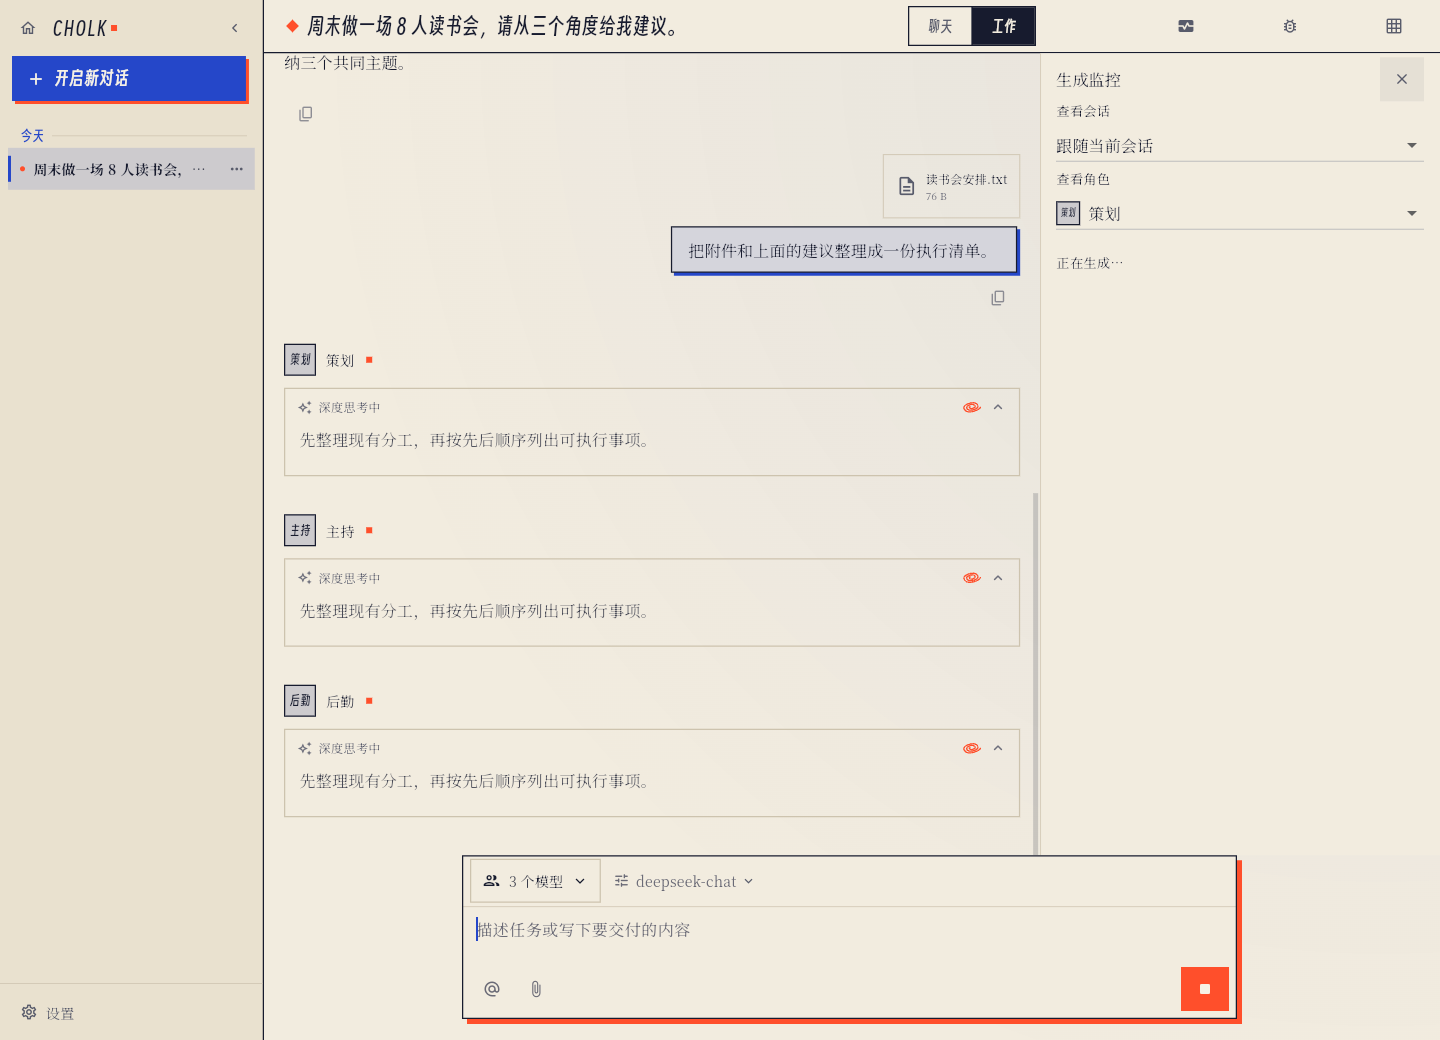 CHOLK
开启新对话
今天
周末做一场 8 人读书会，…
设置
周末做一场 8 人读书会，请从三个角度给我建议。
聊天
工作
纳三个共同主题。
读书会安排.txt
76 B
把附件和上面的建议整理成一份执行清单。
策划 策划
深度思考中
先整理现有分工，再按先后顺序列出可执行事项。
主持 主持
深度思考中
先整理现有分工，再按先后顺序列出可执行事项。
后勤 后勤
深度思考中
先整理现有分工，再按先后顺序列出可执行事项。
3 个模型
deepseek-chat
描述任务或写下要交付的内容
生成监控
查看会话
跟随当前会话
查看角色
策划 策划
正在生成…